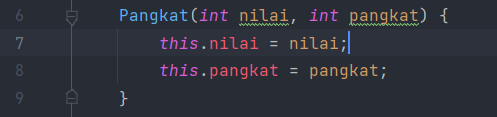 6 Pangkat(int nilai, int pangkat) {
7 this.nilai = nilai;
8 this.pangkat = pangkat;
9 }